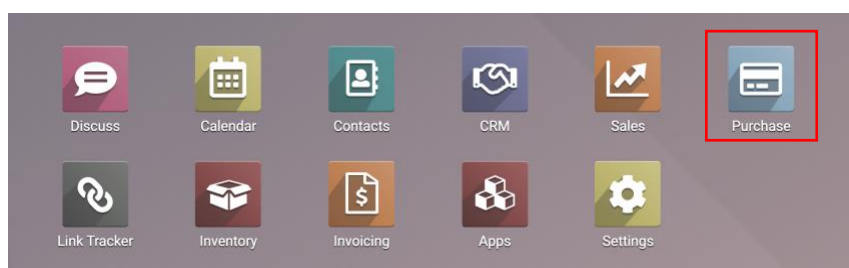 Discuss
Calendar
Contacts
CRM
Sales
Purchase
Link Tracker
Inventory
Invoicing
Apps
Settings